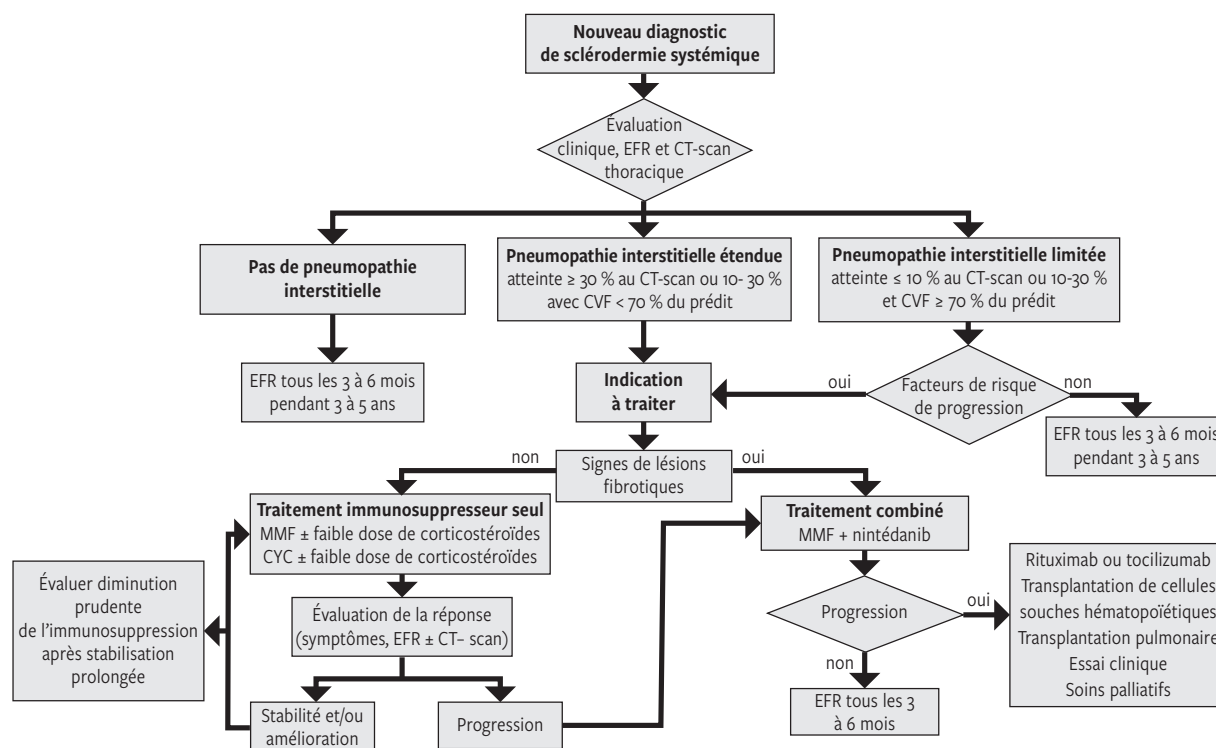 Nouveau diagnostic
de sclérodermie systémique
Évaluation
clinique, EFR et CT-scan
thoracique
Pas de pneumopathie
interstitielle
Pneumopathie interstitielle étendue
atteinte ≥ 30 % au CT-scan ou 10- 30 %
avec CVF < 70 % du prédit
Pneumopathie interstitielle limitée
atteinte ≤ 10 % au CT-scan ou 10-30 %
et CVF ≥ 70 % du prédit
EFR tous les 3 à 6 mois
pendant 3 à 5 ans
Indication
à traiter
oui
Facteurs de risque
de progression
non
EFR tous les 3 à 6 mois
pendant 3 à 5 ans
non
Signes de lésions
fibrotiques
oui
Traitement immunosuppresseur seul
MMF ± faible dose de corticostéroïdes
CYC ± faible dose de corticostéroïdes
Traitement combiné
MMF + nintédanib
Évaluer diminution
prudente
de l'immunosuppression
après stabilisation
prolongée
Évaluation de la réponse
(symptômes, EFR ± CT– scan)
Progression
oui
Rituximab ou tocilizumab
Transplantation de cellules
souches hématopoïétiques
Transplantation pulmonaire
Essai clinique
Soins palliatifs
non
Stabilité et/ou
amélioration
Progression
EFR tous les 3
à 6 mois